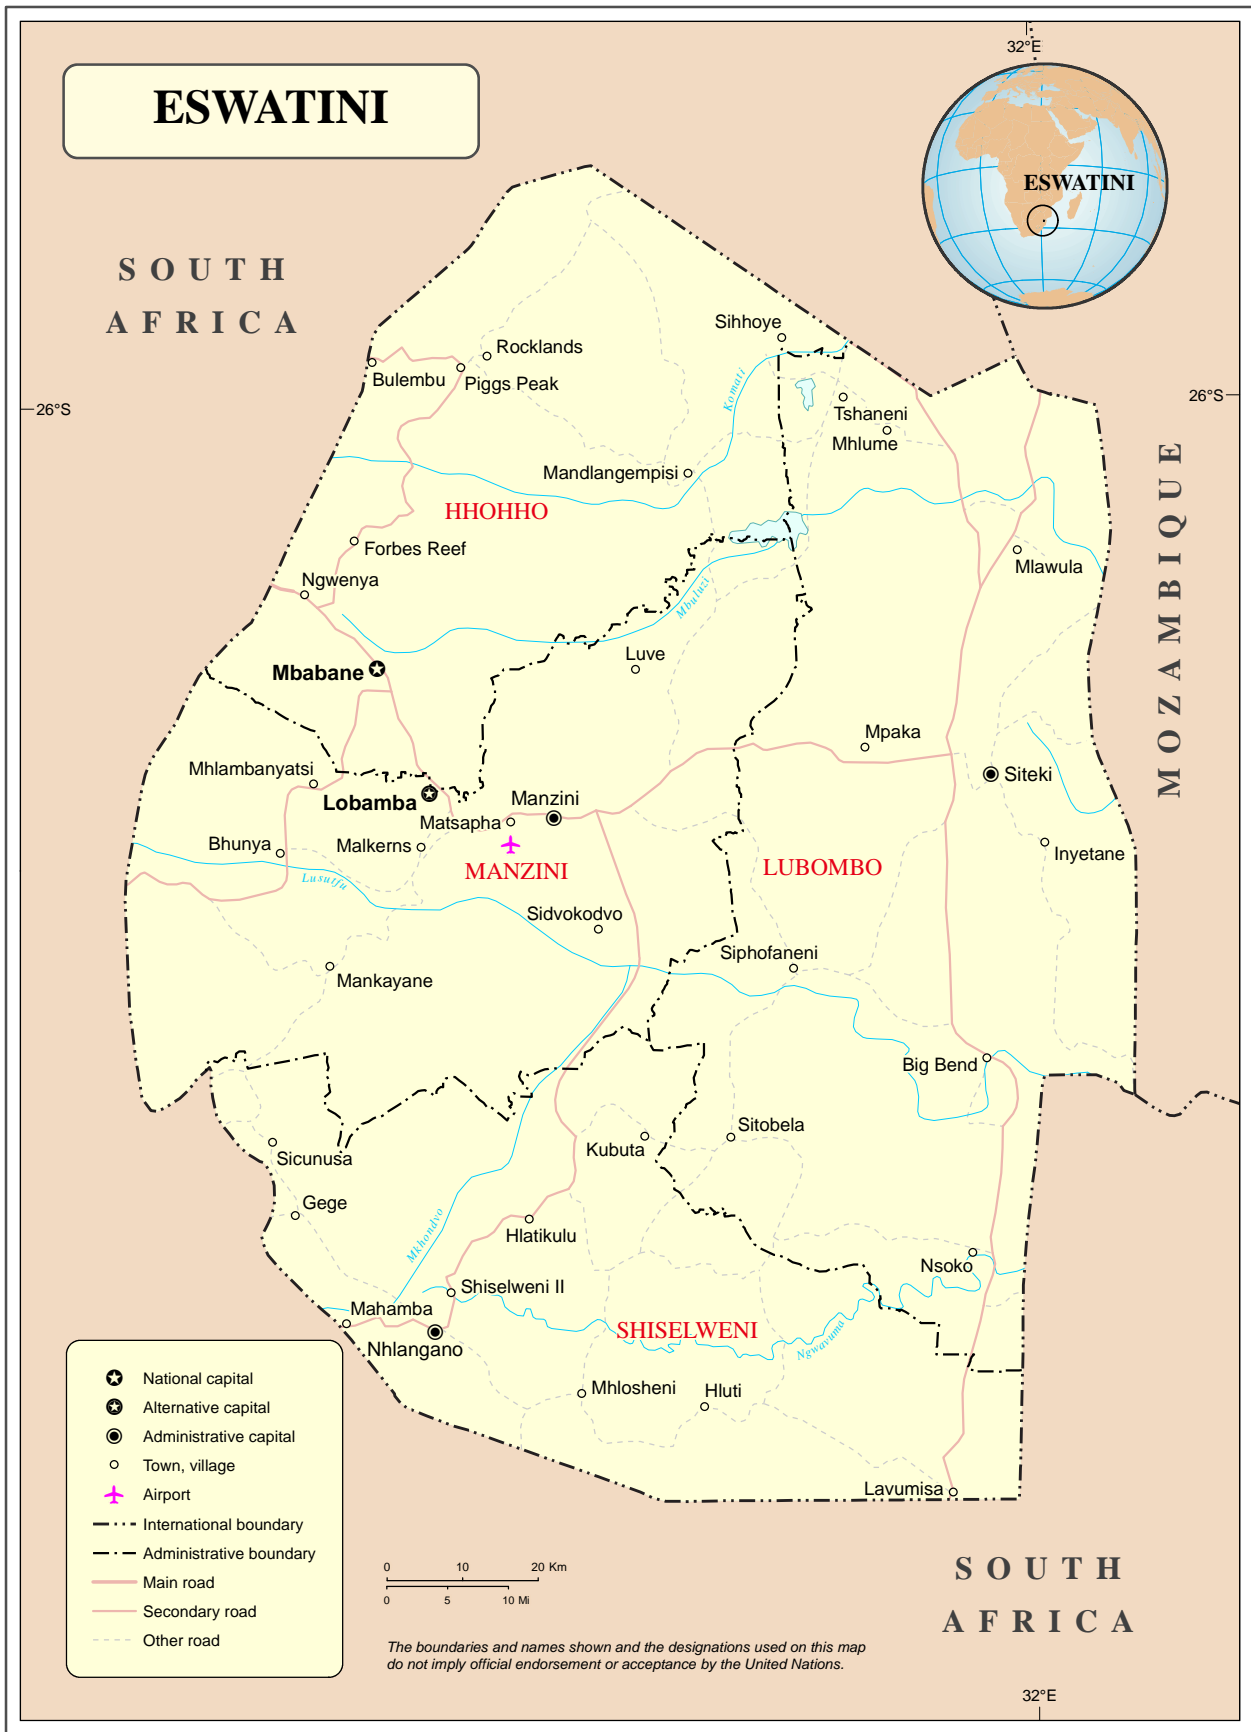 32°E
ESWATINI
ESWATINI
SOUTH
AFRICA
Sihhoye
Rocklands
Bulembu
Piggs Peak
Komati
26°S
26°S
Tshaneni
Mhlume
MOZAMBIQUE
Mandlangempisi
HHOHHO
Forbes Reef
Mlawula
Ngwenya
Mbuluzi
Luve
Mbabane
Mpaka
Mhlambanyatsi
Siteki
Lobamba
Manzini
Matsapha
Bhunya
Malkerns
Inyetane
MANZINI
LUBOMBO
Lusutfu
Sidvokodvo
Siphofaneni
Mankayane
Big Bend
Sitobela
Kubuta
Sicunusa
Gege
Mkhondvo
Hlatikulu
Nsoko
Shiselweni II
Mahamba
SHISELWENI
Ngwavuma
Nhlangano
Mhlosheni
Hluti
Lavumisa
National capital
Alternative capital
Administrative capital
Town, village
Airport
International boundary
Administrative boundary
Main road
Secondary road
Other road
0 10 20 Km
0 5 10 Mi
SOUTH
AFRICA
The boundaries and names shown and the designations used on this map
do not imply official endorsement or acceptance by the United Nations.
32°E